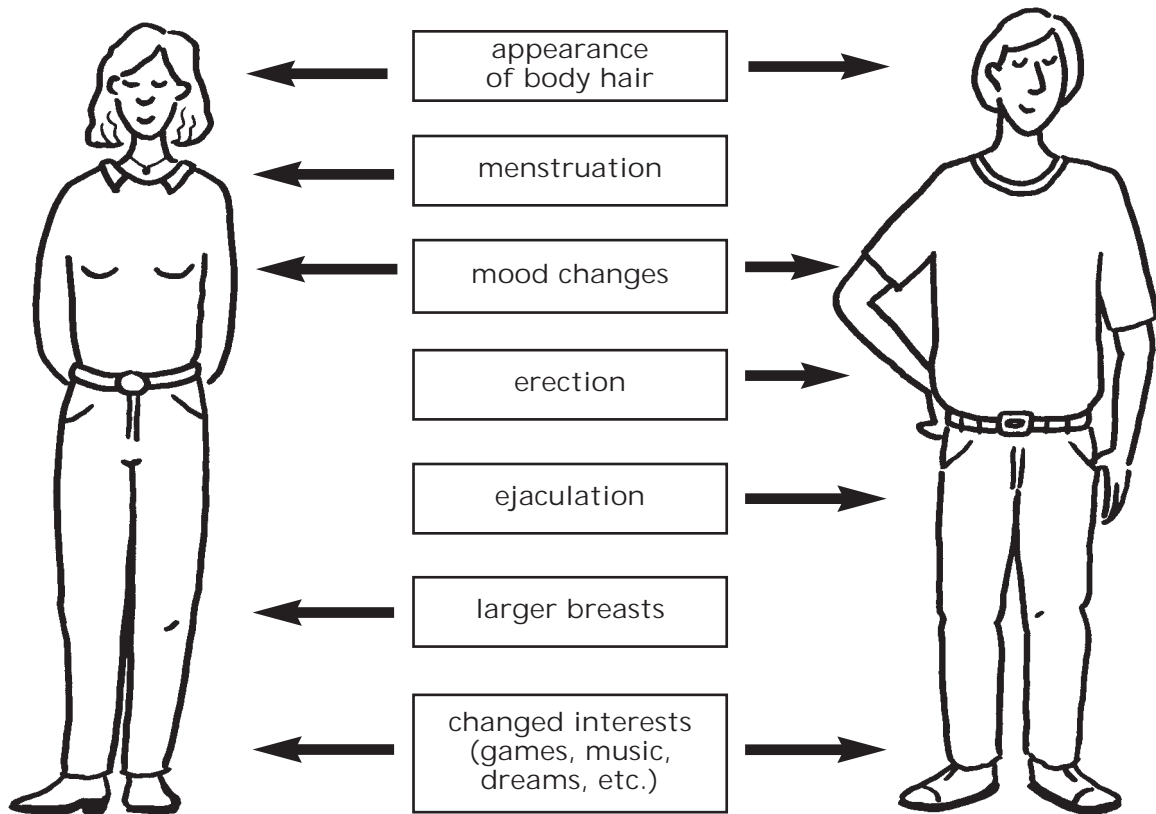 appearance
of body hair
menstruation
mood changes
erection
ejaculation
larger breasts
changed interests
(games, music,
dreams, etc.)